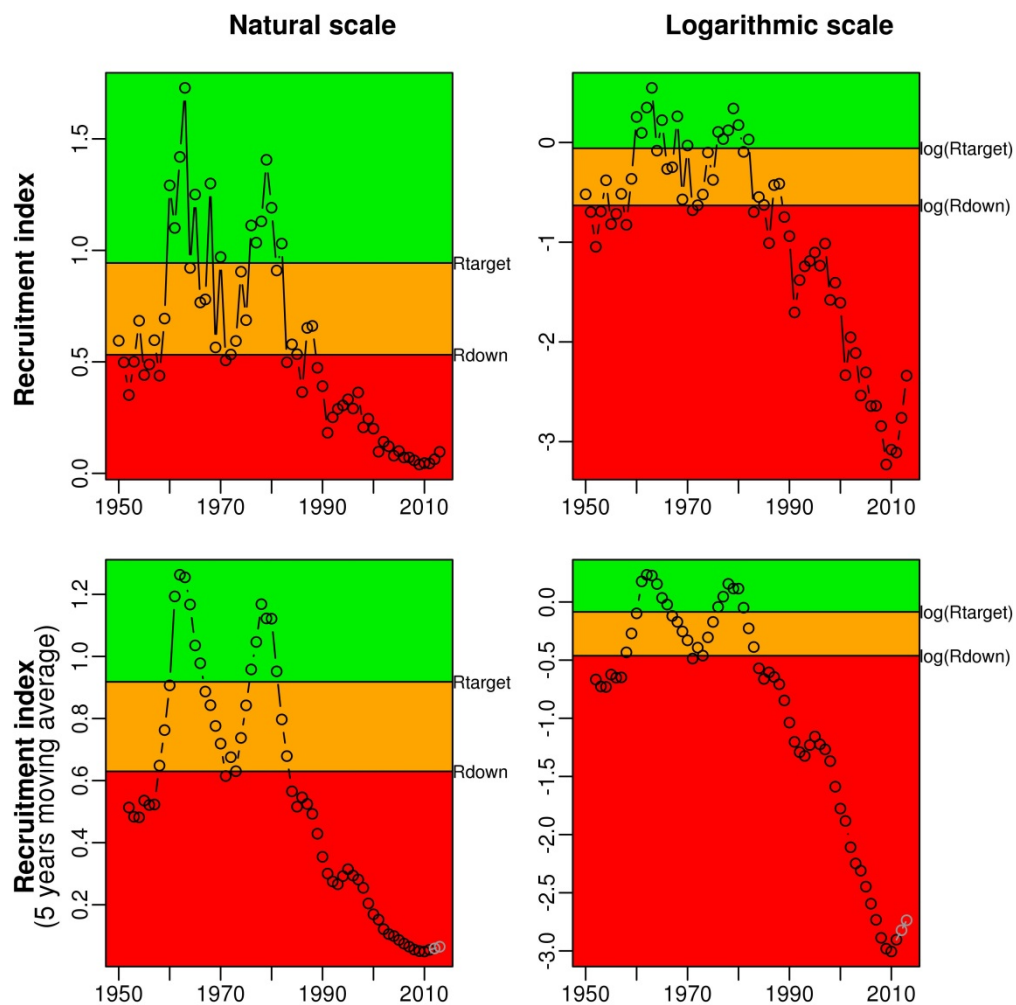 Natural scale
Logarithmic scale
Recruitment index
1.5
1.0
0.5
0.0
Rtarget
Rdown
1950
1970
1990
2010
0
-1
-2
-3
log(Rtarget)
log(Rdown)
1950
1970
1990
2010
Recruitment index
(5 years moving average)
1.2
1.0
0.8
0.6
0.4
0.2
Rtarget
Rdown
1950
1970
1990
2010
0.0
-0.5
-1.0
-1.5
-2.0
-2.5
-3.0
log(Rtarget)
log(Rdown)
1950
1970
1990
2010